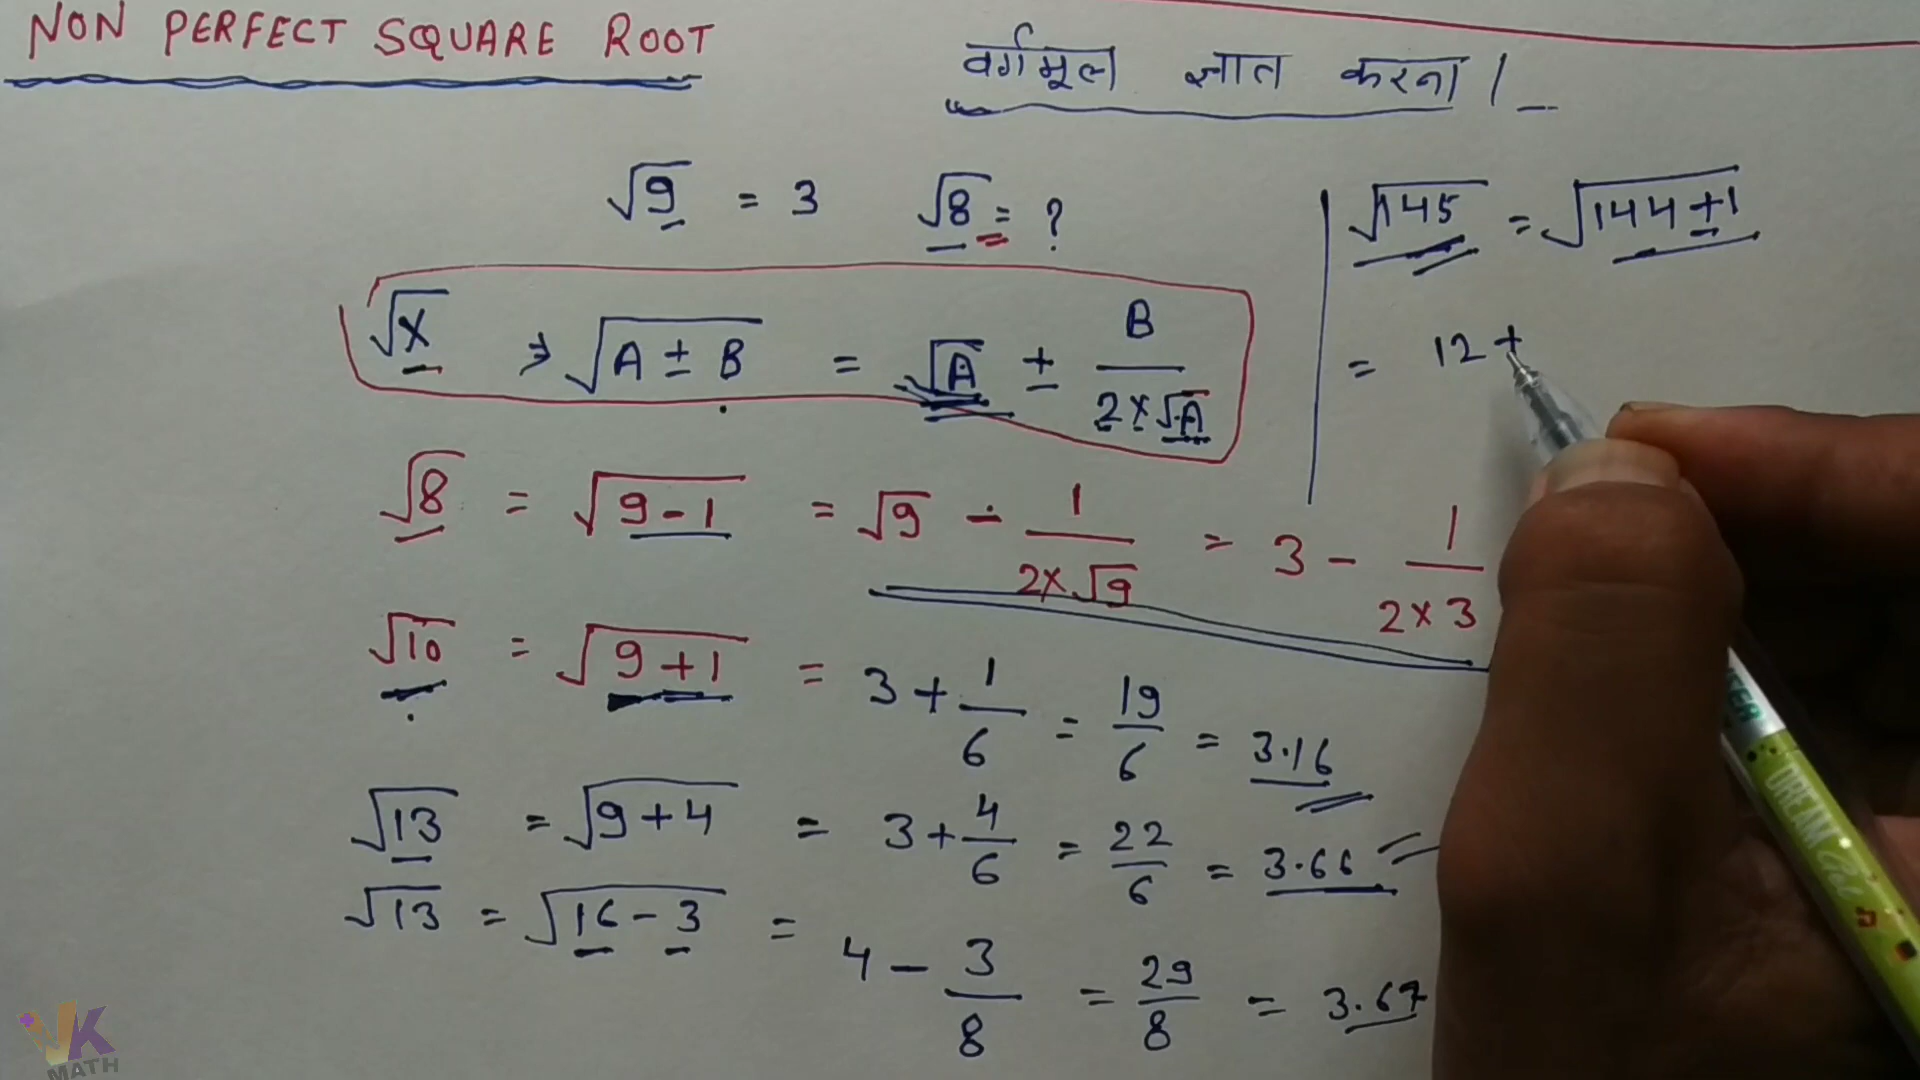 NON PERFECT SQUARE ROOT
वर्गमूल ज्ञात करना।
√9 = 3 √8 = ?
√145 = √144+1
√X ⇒ √A ± B = √A ± B/2×√A
= 12 +
√8 = √9-1 = √9 - 1/2×√9 = 3 - 1/2×3
√10 = √9+1 = 3 + 1/6 = 19/6 = 3.16
√13 = √9+4 = 3 + 4/6 = 22/6 = 3.66
√13 = √16-3 = 4 - 3/8 = 29/8 = 3.67
VK
MATH
DREAM